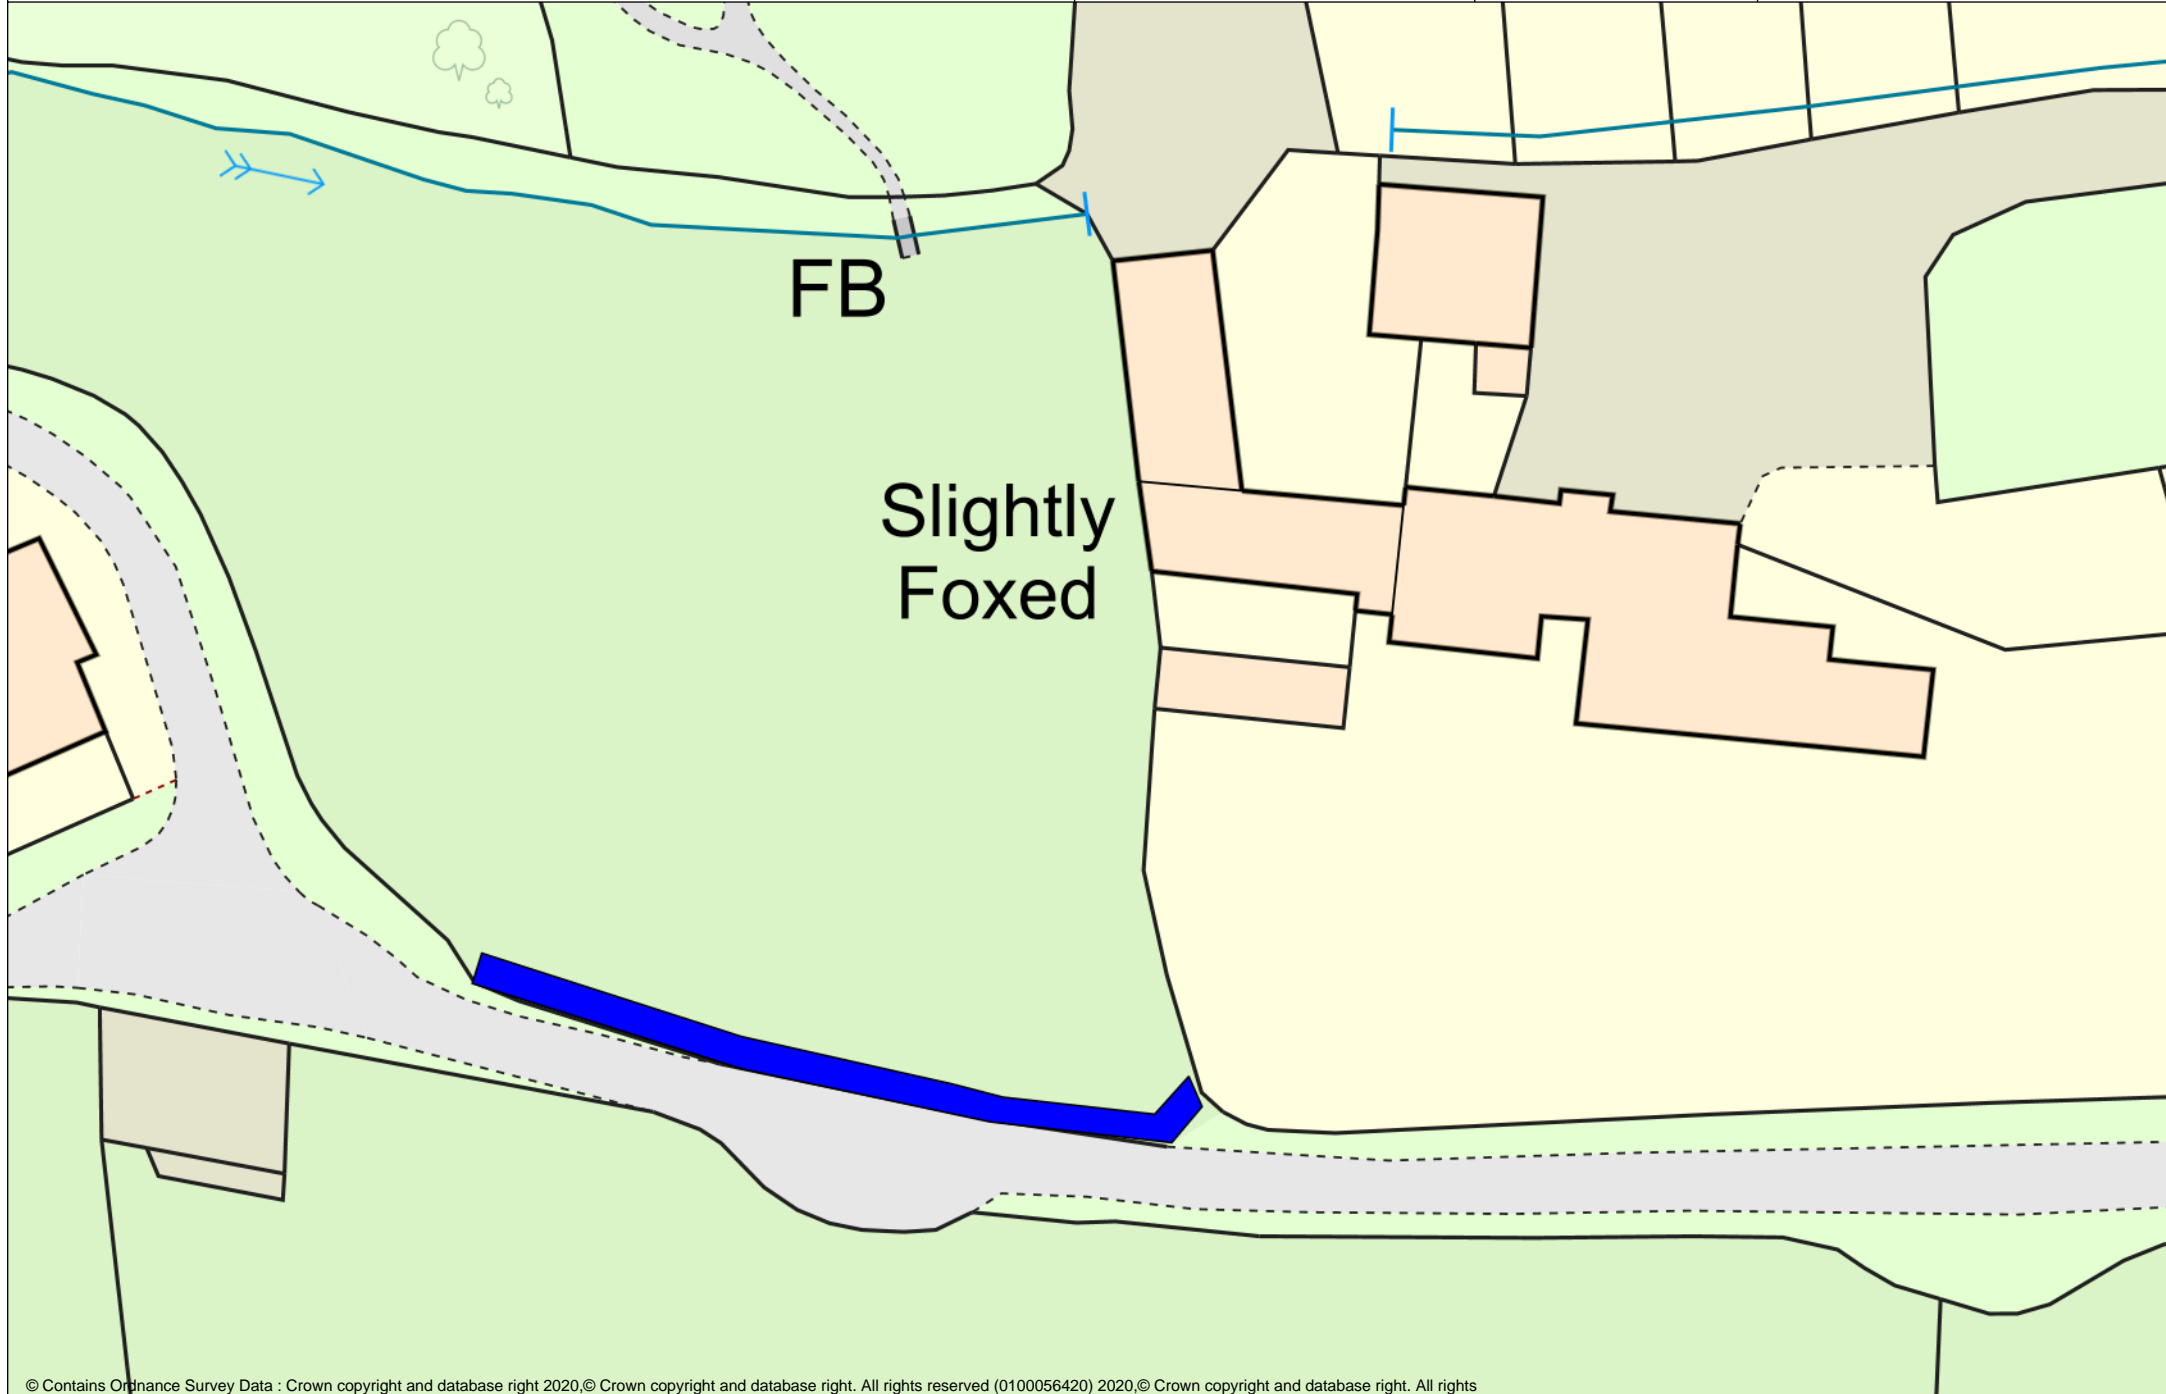 FB
Slightly
Foxed
© Contains Ordnance Survey Data : Crown copyright and database right 2020,© Crown copyright and database right. All rights reserved (0100056420) 2020,© Crown copyright and database right. All rights